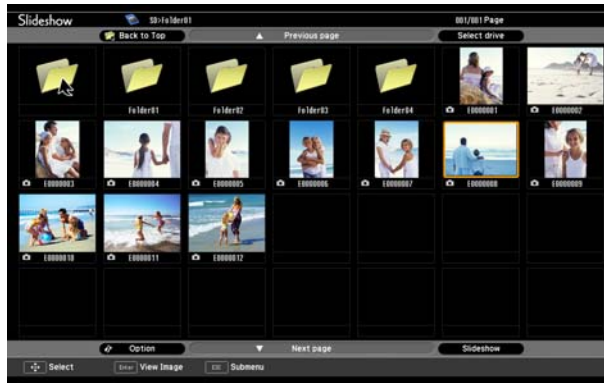 Slideshow SD>Folder01 001/001 Page
Back to Top Previous page Select drive
Folder01 Folder02 Folder03 Folder04 E0000001 E0000002
E0000003 E0000004 E0000005 E0000006 E0000007 E0000008 E0000009
E0000010 E0000011 E0000012
Option Next page Slideshow
Select Enter View Image ESC Submenu